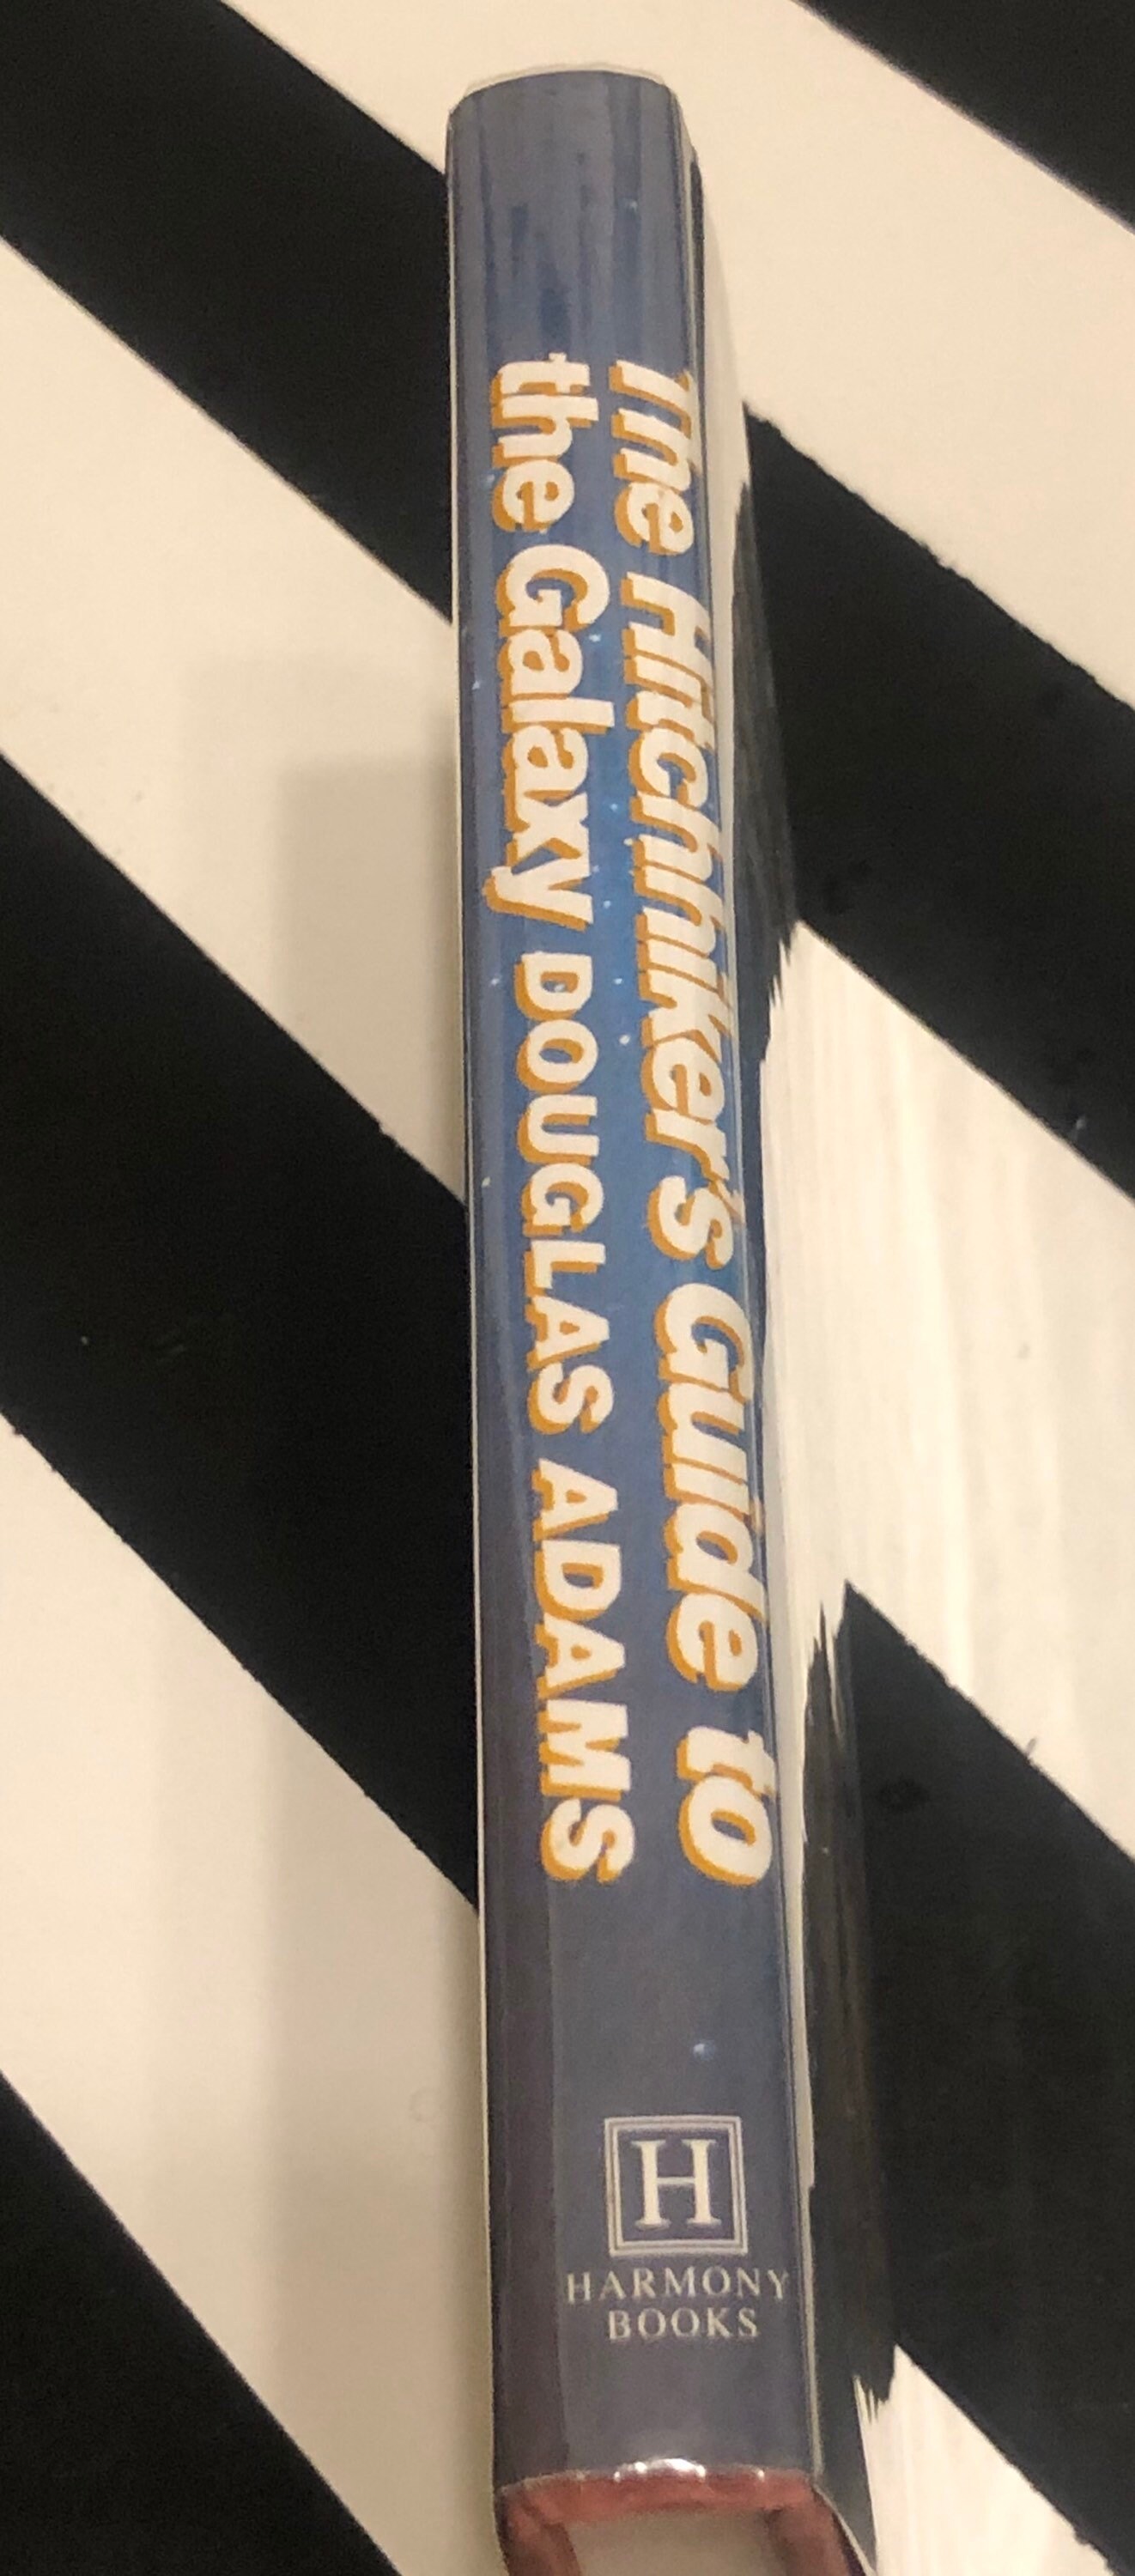 The Hitchhiker's Guide to
the Galaxy DOUGLAS ADAMS
H
HARMONY
BOOKS